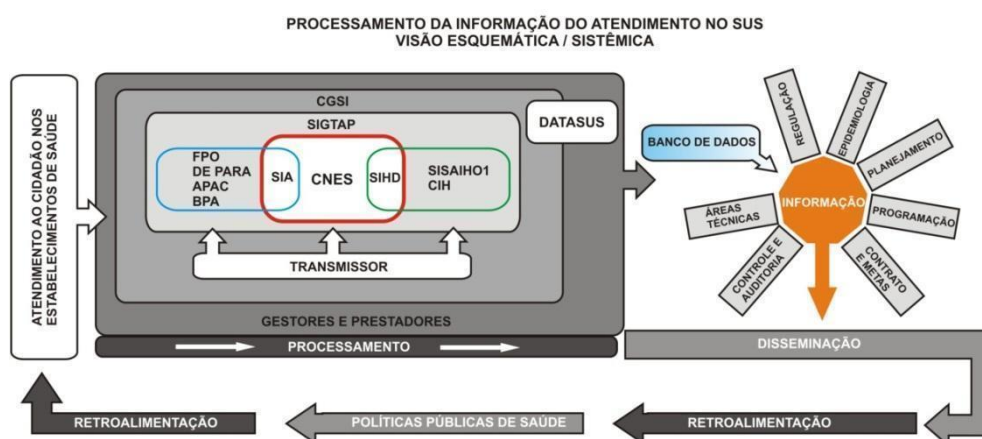 PROCESSAMENTO DA INFORMAÇÃO DO ATENDIMENTO NO SUS
VISÃO ESQUEMÁTICA / SISTÊMICA
ATENDIMENTO AO CIDADÃO NOS
ESTABELECIMENTOS DE SAÚDE
CGSI
SIGTAP
DATASUS
FPO
DE PARA
APAC
BPA
SIA
CNES
SIHD
SISAIHO1
CIH
TRANSMISSOR
GESTORES E PRESTADORES
PROCESSAMENTO
BANCO DE DADOS
REGULAÇÃO
EPIDEMIOLOGIA
PLANEJAMENTO
INFORMAÇÃO
ÁREAS
TÉCNICAS
PROGRAMAÇÃO
CONTROLE E
AUDITORIA
CONTRATO
E METAS
DISSEMINAÇÃO
RETROALIMENTAÇÃO
POLÍTICAS PÚBLICAS DE SAÚDE
RETROALIMENTAÇÃO